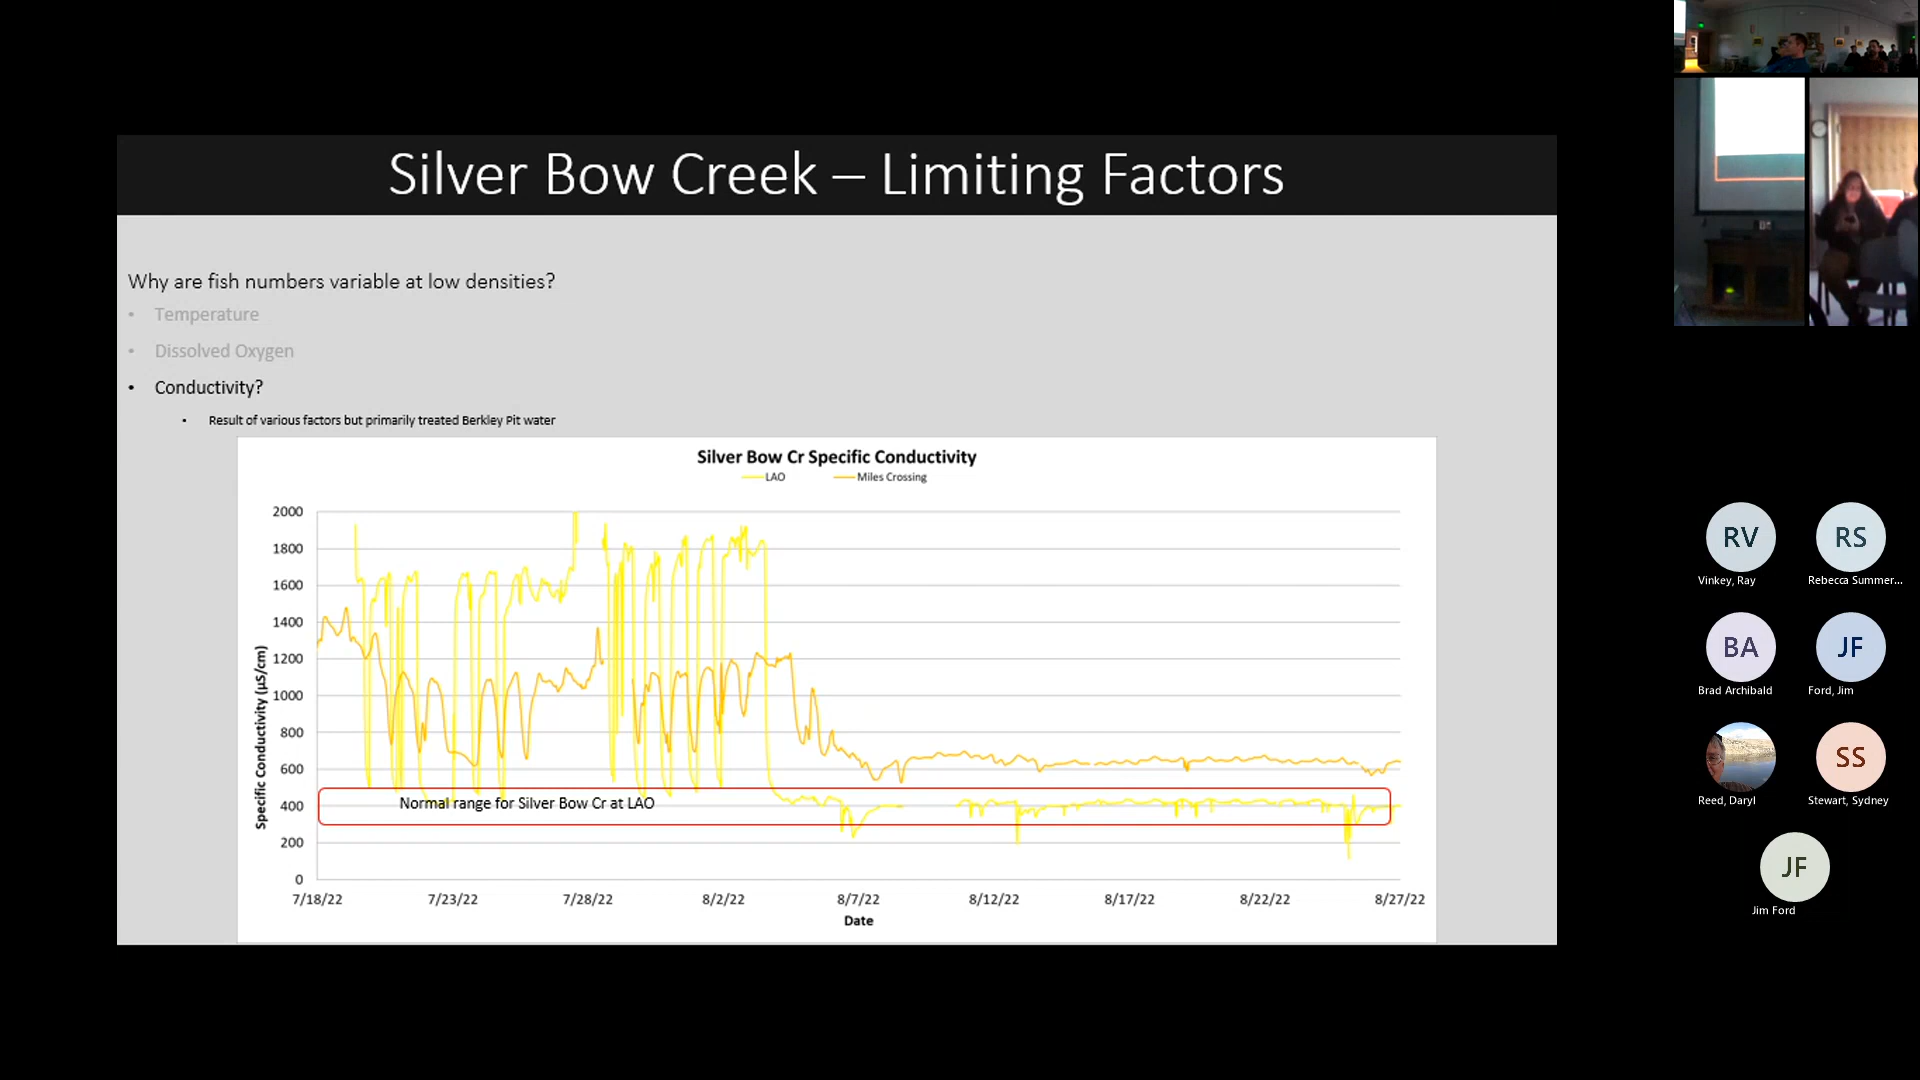 Silver Bow Creek – Limiting Factors
Why are fish numbers variable at low densities?
• Temperature
• Dissolved Oxygen
• Conductivity?
• Result of various factors but primarily treated Berkley Pit water
Silver Bow Cr Specific Conductivity
LAO Miles Crossing
Specific Conductivity (µS/cm)
2000
1800
1600
1400
1200
1000
800
600
400
200
0
Normal range for Silver Bow Cr at LAO
7/18/22 7/23/22 7/28/22 8/2/22 8/7/22 8/12/22 8/17/22 8/22/22 8/27/22
Date
RV RS
Vinkey, Ray Rebecca Summer...
BA JF
Brad Archibald Ford, Jim
SS
Reed, Daryl Stewart, Sydney
JF
Jim Ford